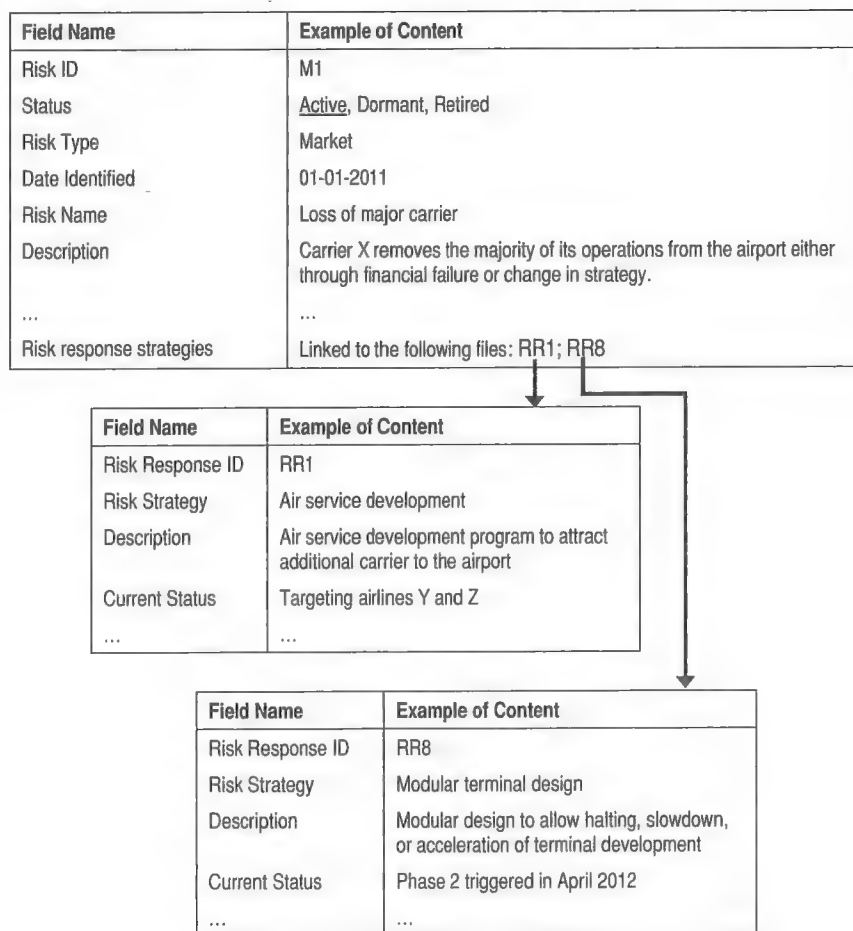 Field Name Example of Content
Risk ID M1
Status Active, Dormant, Retired
Risk Type Market
Date Identified 01-01-2011
Risk Name Loss of major carrier
Description Carrier X removes the majority of its operations from the airport either
through financial failure or change in strategy.
... ...
Risk response strategies Linked to the following files: RR1; RR8
Field Name Example of Content
Risk Response ID RR1
Risk Strategy Air service development
Description Air service development program to attract
additional carrier to the airport
Current Status Targeting airlines Y and Z
... ...
Field Name Example of Content
Risk Response ID RR8
Risk Strategy Modular terminal design
Description Modular design to allow halting, slowdown,
or acceleration of terminal development
Current Status Phase 2 triggered in April 2012
... ...